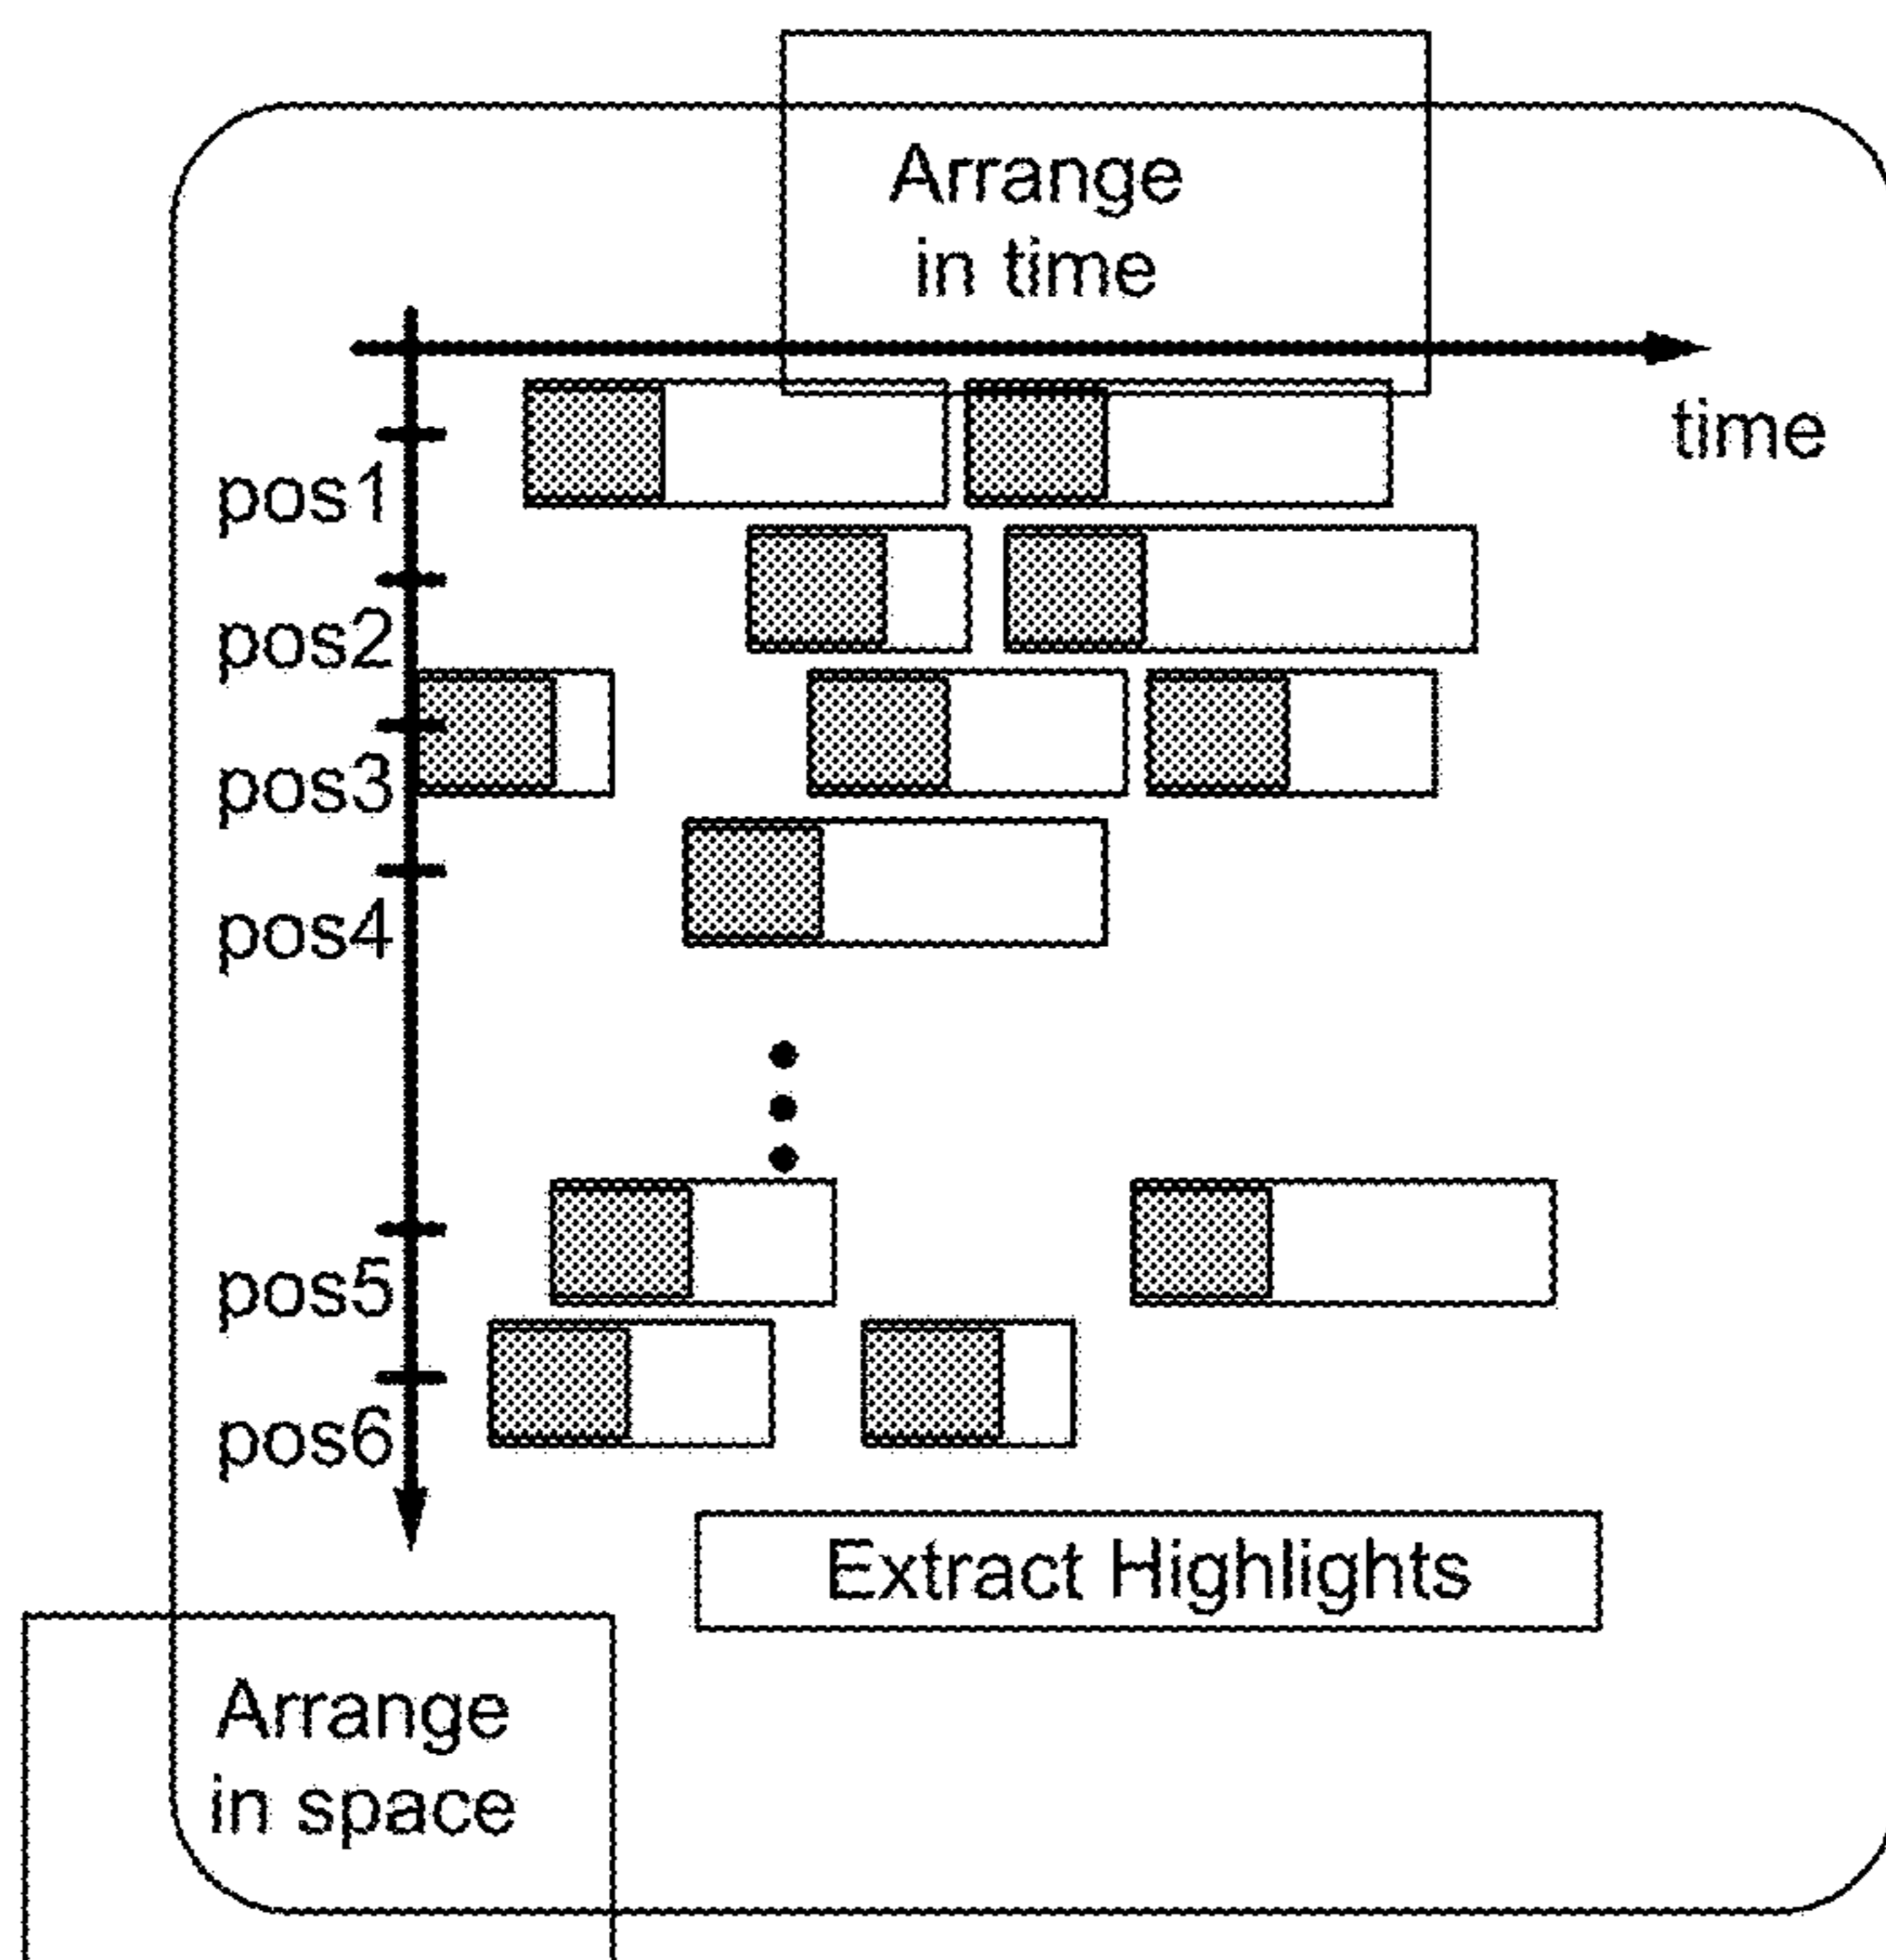 Arrange
in time
time
pos1
pos2
pos3
pos4
pos5
pos6
Extract Highlights
Arrange
in space